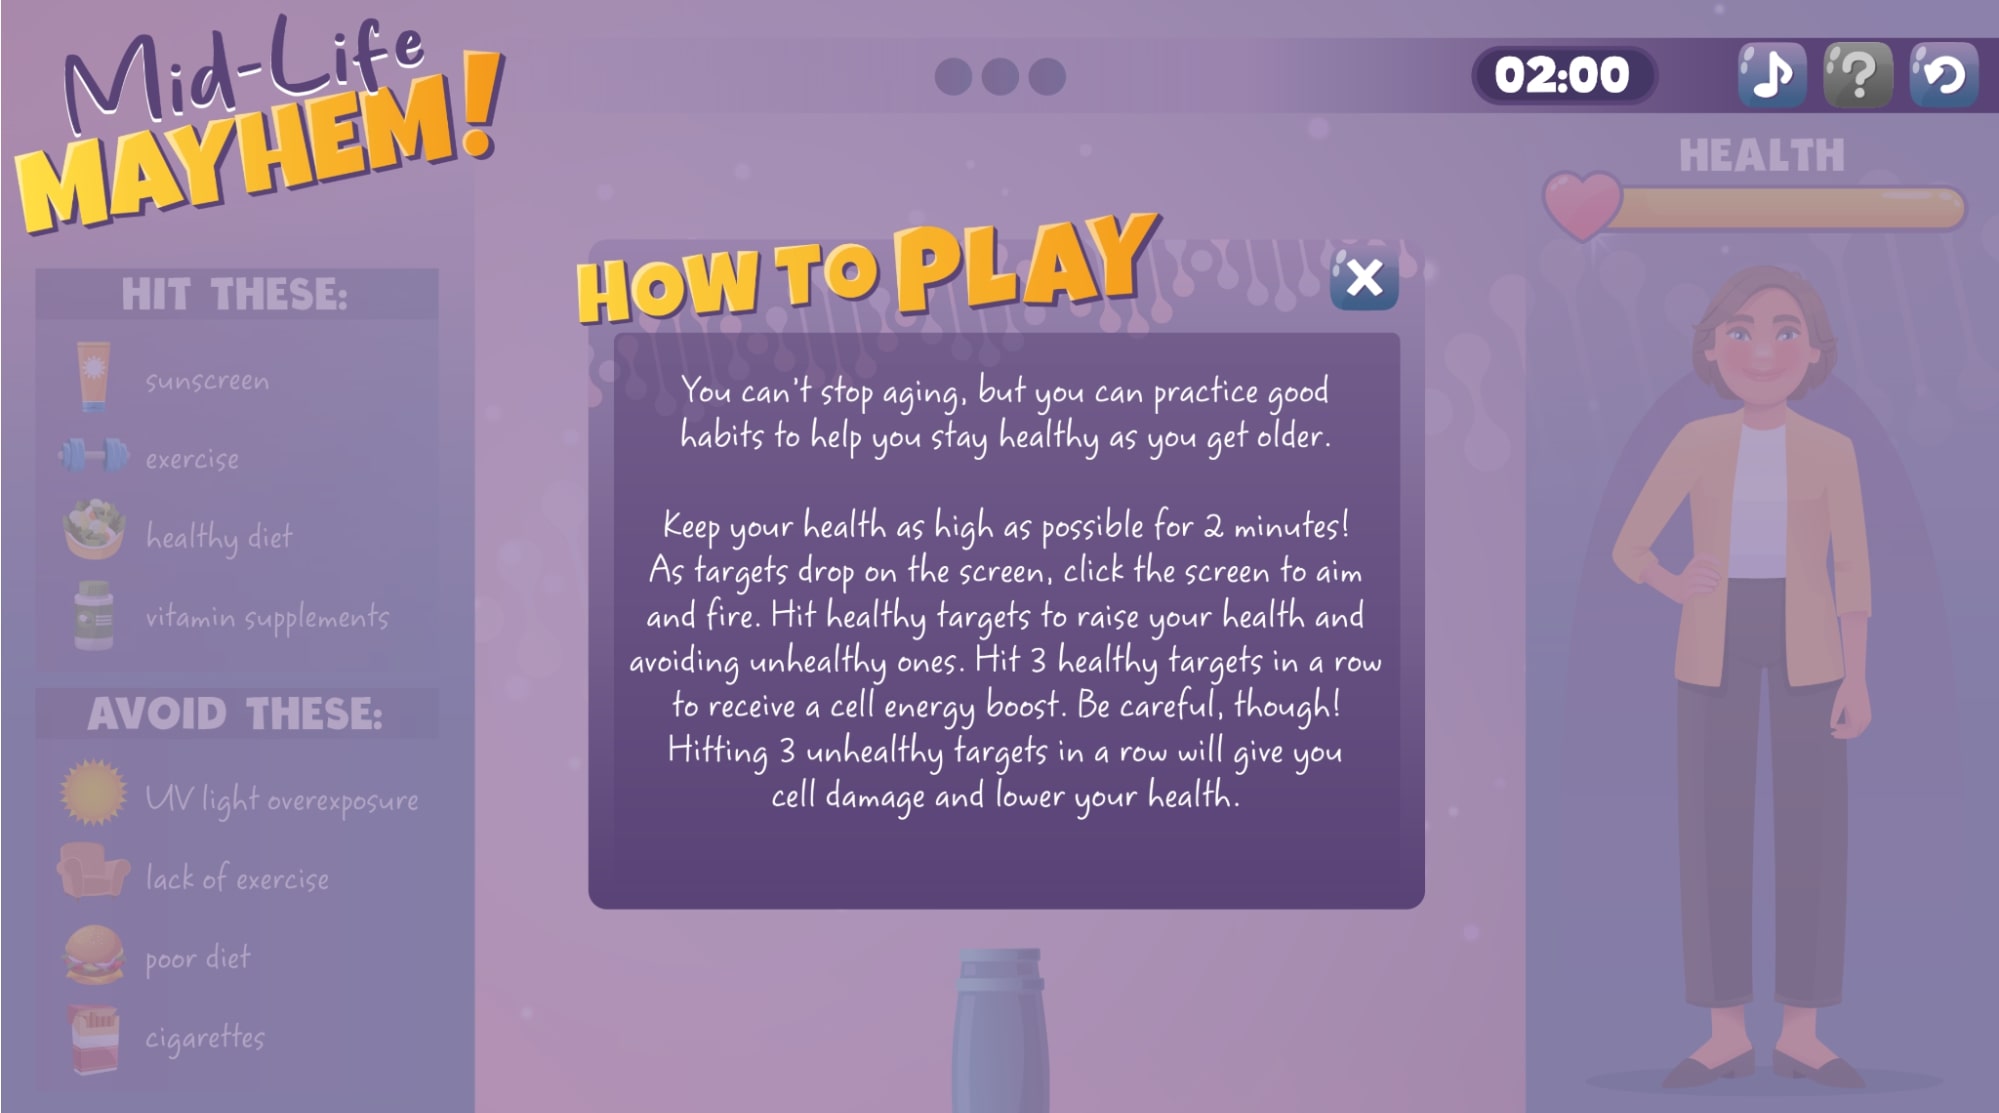 Mid-Life
MAYHEM!
02:00
?
HEALTH
HIT THESE:
sunscreen
exercise
healthy diet
vitamin supplements
AVOID THESE:
UV light overexposure
lack of exercise
poor diet
cigarettes
HOW TO PLAY
You can't stop aging, but you can practice good
habits to help you stay healthy as you get older.
Keep your health as high as possible for 2 minutes!
As targets drop on the screen, click the screen to aim
and fire. Hit healthy targets to raise your health and
avoiding unhealthy ones. Hit 3 healthy targets in a row
to receive a cell energy boost. Be careful, though!
Hitting 3 unhealthy targets in a row will give you
cell damage and lower your health.